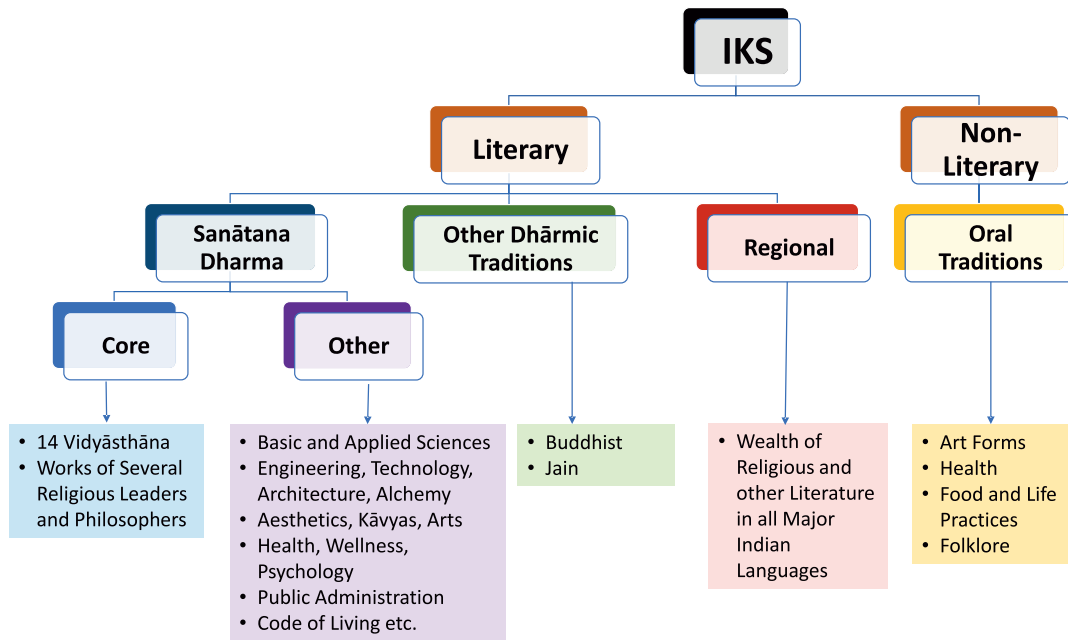 IKS
Literary
Non-
Literary
Sanātana
Dharma
Other Dhārmic
Traditions
Regional
Oral
Traditions
Core
Other
• 14 Vidyāsthāna
• Works of Several
Religious Leaders
and Philosophers
• Basic and Applied Sciences
• Engineering, Technology,
Architecture, Alchemy
• Aesthetics, Kāvyas, Arts
• Health, Wellness,
Psychology
• Public Administration
• Code of Living etc.
• Buddhist
• Jain
• Wealth of
Religious and
other Literature
in all Major
Indian
Languages
• Art Forms
• Health
• Food and Life
Practices
• Folklore